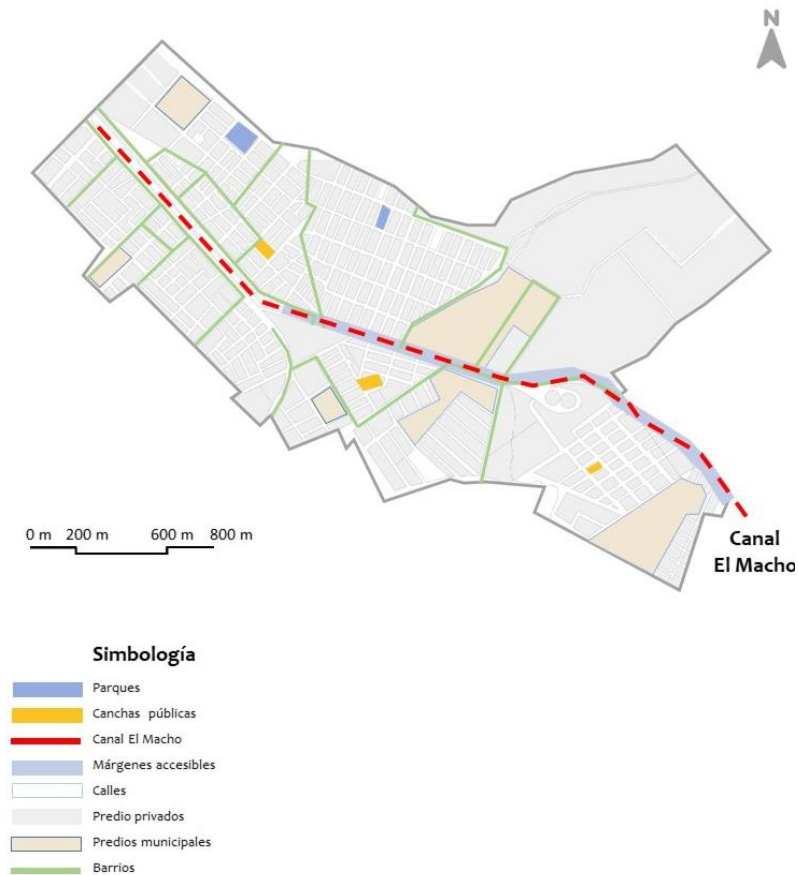 N
0 m 200 m 600 m 800 m
Canal
El Macho
Simbología
Parques
Canchas públicas
Canal El Macho
Márgenes accesibles
Calles
Predio privados
Predios municipales
Barrios